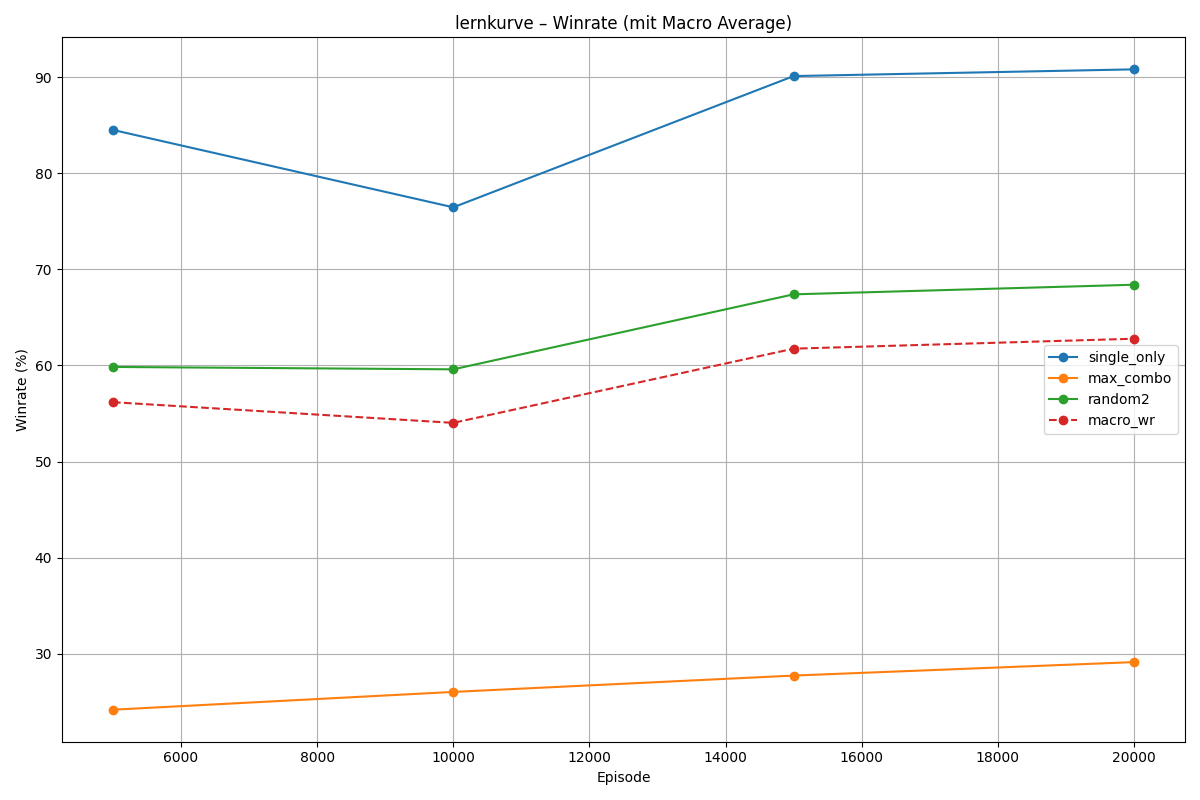 lernkurve – Winrate (mit Macro Average)
Winrate (%)
90
80
70
60
50
40
30
6000 8000 10000 12000 14000 16000 18000 20000
Episode
single_only
max_combo
random2
macro_wr